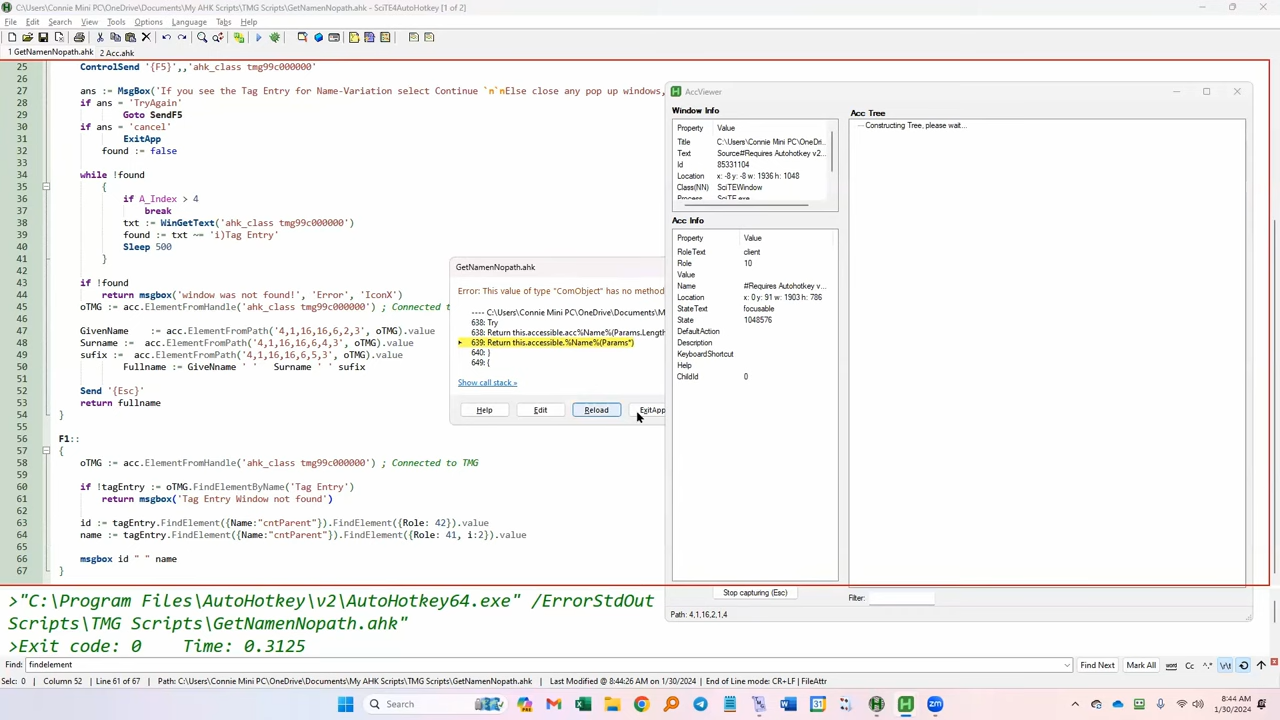 C:\Users\Connie Mini PC\OneDrive\Documents\My AHK Scripts\TMG Scripts\GetNamenNopath.ahk - SciTE4AutoHotkey [1 of 2]
File Edit Search View Tools Options Language Tabs Help
1 GetNamenNopath.ahk 2 Acc.ahk
25 ControlSend '{F5}',,'ahk_class tmg99c000000'
26
27 ans := MsgBox('If you see the Tag Entry for Name-Variation select Continue `n`nElse close any pop up windows,
28 if ans = 'TryAgain'
29 Goto SendF5
30 if ans = 'cancel'
31 ExitApp
32 found := false
33
34 while !found
35 {
36 if A_Index > 4
37 break
38 txt := WinGetText('ahk_class tmg99c000000')
39 found := txt ~= 'i)Tag Entry'
40 Sleep 500
41 }
42
43 if !found
44 return msgbox('window was not found!', 'Error', 'IconX')
45 oTMG := acc.ElementFromHandle('ahk_class tmg99c000000') ; Connected t
46
47 GivenName := acc.ElementFromPath('4,1,16,16,6,2,3', oTMG).value
48 Surname := acc.ElementFromPath('4,1,16,16,6,4,3', oTMG).value
49 sufix := acc.ElementFromPath('4,1,16,16,6,5,3', oTMG).value
50 Fullname := GiveNname ' ' Surname ' ' sufix
51
52 Send '{Esc}'
53 return fullname
54 }
55
56 F1::
57 {
58 oTMG := acc.ElementFromHandle('ahk_class tmg99c000000') ; Connected to TMG
59
60 if !tagEntry := oTMG.FindElementByName('Tag Entry')
61 return msgbox('Tag Entry Window not found')
62
63 id := tagEntry.FindElement({Name:"cntParent"}).FindElement({Role: 42}).value
64 name := tagEntry.FindElement({Name:"cntParent"}).FindElement({Role: 41, i:2}).value
65
66 msgbox id " " name
67 }
GetNamenNopath.ahk
Error: This value of type "ComObject" has no method
---- C:\Users\Connie Mini PC\OneDrive\Documents\M
638: Try
638: Return this.accessible.acc%Name%(Params.Length
639: Return this.accessible.%Name%(Params*)
640: }
649: {
Show call stack »
Help Edit Reload ExitApp
AccViewer
Window Info
Property Value
Title C:\Users\Connie Mini PC\OneDri...
Text Source#Requires Autohotkey v2...
Id 85331104
Location x: -8 y: -8 w: 1936 h: 1048
Class(NN) SciTEWindow
Process SciTE.exe
Acc Info
Property Value
RoleText client
Role 10
Value
Name #Requires Autohotkey v...
Location x: 0 y: 91 w: 1903 h: 786
StateText focusable
State 1048576
DefaultAction
Description
KeyboardShortcut
Help
ChildId 0
Acc Tree
Constructing Tree, please wait...
Stop capturing (Esc) Filter:
Path: 4,1,16,2,1,4
>"C:\Program Files\AutoHotkey\v2\AutoHotkey64.exe" /ErrorStdOut
Scripts\TMG Scripts\GetNamenNopath.ahk"
>Exit code: 0 Time: 0.3125
Find: findelement Find Next Mark All Cc
Selc: 0 Column 52 Line 61 of 67 Path: C:\Users\Connie Mini PC\OneDrive\Documents\My AHK Scripts\TMG Scripts\GetNamenNopath.ahk Last Modified @ 8:44:26 AM on 1/30/2024 End of Line mode: CR+LF FileAttr
Search
8:44 AM
1/30/2024